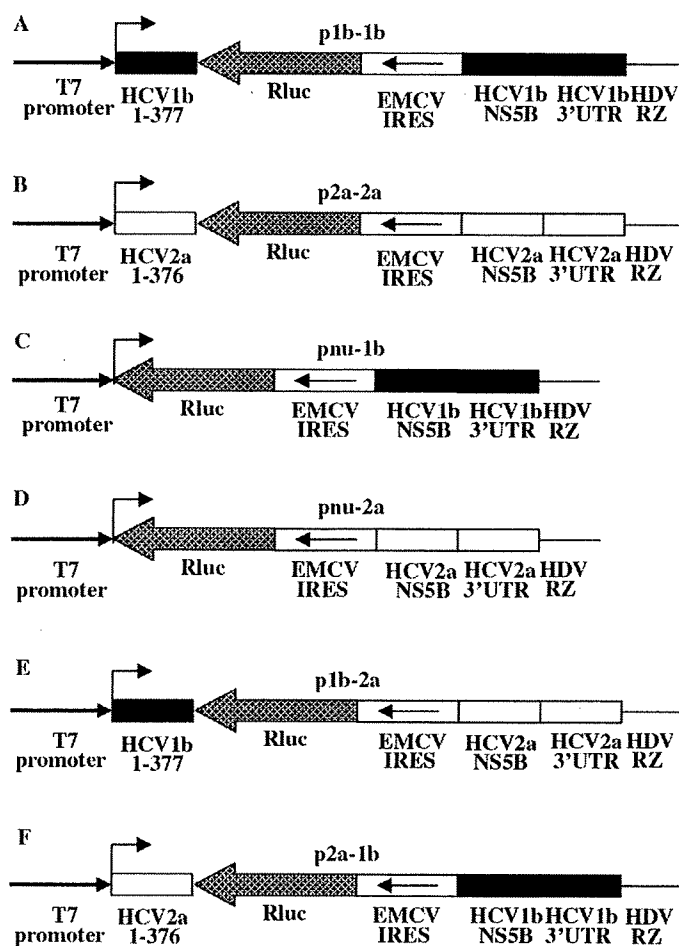 A
p1b-1b
T7
promoter
HCV1b
1-377
Rluc
EMCV
IRES
HCV1b HCV1b HDV
NS5B 3'UTR RZ
B
p2a-2a
T7
promoter
HCV2a
1-376
Rluc
EMCV
IRES
HCV2a HCV2a HDV
NS5B 3'UTR RZ
C
pnu-1b
T7
promoter
Rluc
EMCV
IRES
HCV1b HCV1b HDV
NS5B 3'UTR RZ
D
pnu-2a
T7
promoter
Rluc
EMCV
IRES
HCV2a HCV2a HDV
NS5B 3'UTR RZ
E
p1b-2a
T7
promoter
HCV1b
1-377
Rluc
EMCV
IRES
HCV2a HCV2a HDV
NS5B 3'UTR RZ
F
p2a-1b
T7
promoter
HCV2a
1-376
Rluc
EMCV
IRES
HCV1b HCV1b HDV
NS5B 3'UTR RZ